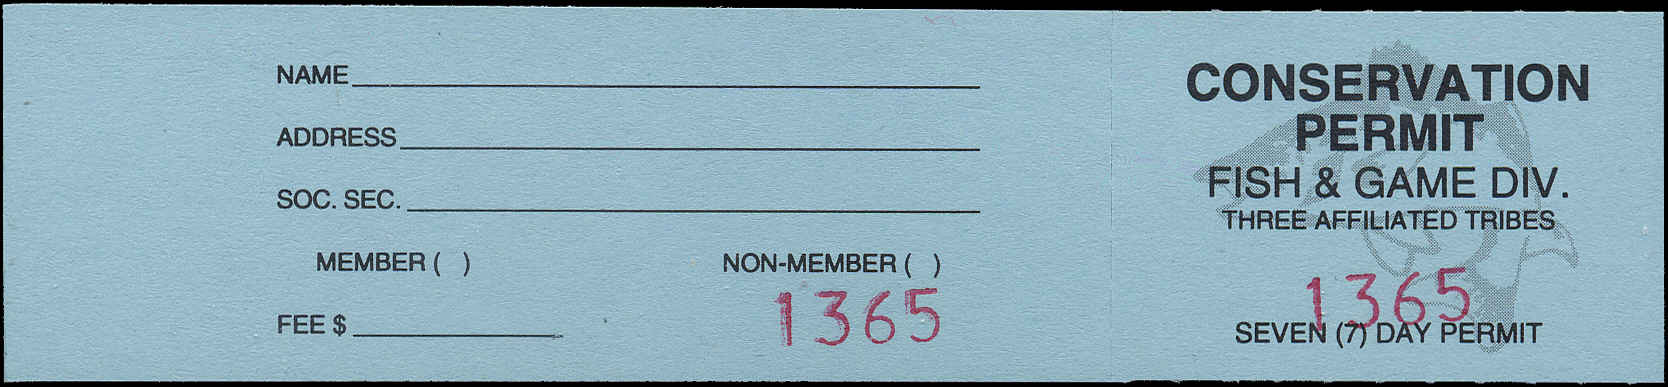 NAME
ADDRESS
SOC. SEC.
MEMBER ( ) NON-MEMBER ( )
1365
FEE $
CONSERVATION
PERMIT
FISH & GAME DIV.
THREE AFFILIATED TRIBES
1365
SEVEN (7) DAY PERMIT